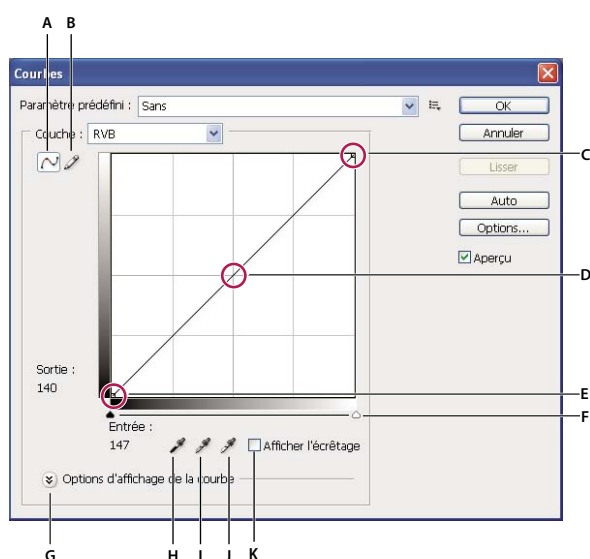 A B
Courbes
Paramètre prédéfini : Sans
OK
Couche : RVB
Annuler
C
Lisser
Auto
Options...
Aperçu
D
Sortie :
140
E
F
Entrée :
147
Afficher l'écrêtage
Options d'affichage de la courbe
G H I J K